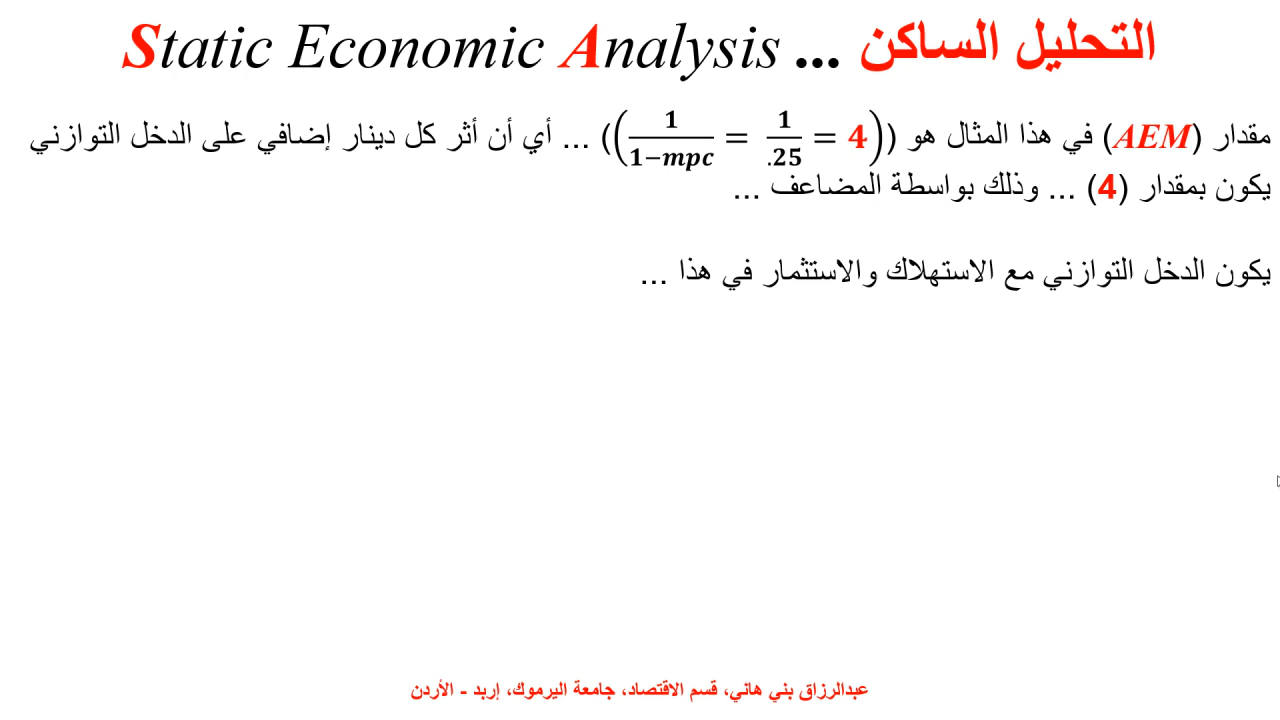 التحليل الساكن ... Static Economic Analysis
مقدار (AEM) في هذا المثال هو ((1/(1−mpc) = 1/.25 = 4)) ... أي أن أثر كل دينار إضافي على الدخل التوازني
يكون بمقدار (4) ... وذلك بواسطة المضاعف ...
يكون الدخل التوازني مع الاستهلاك والاستثمار في هذا ...
عبدالرزاق بني هاني، قسم الاقتصاد، جامعة اليرموك، إربد - الأردن